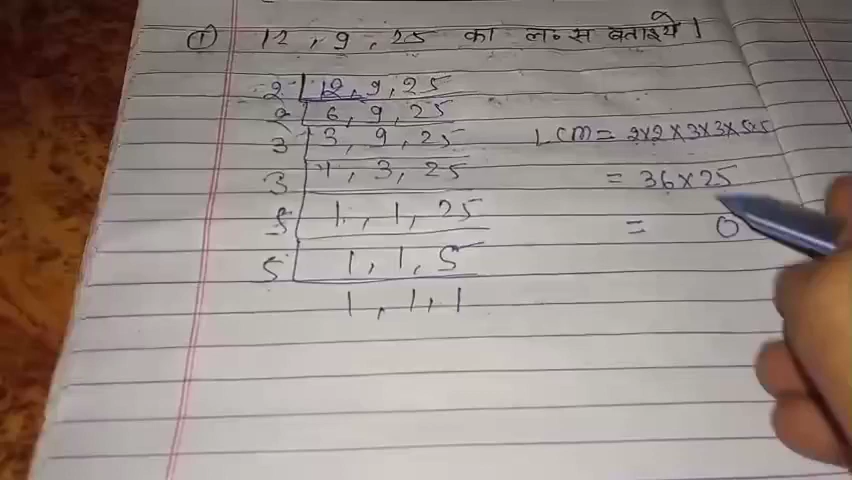 ① 12, 9, 25 का ल॰स बताइये।
2 | 12, 9, 25
2 | 6, 9, 25
3 | 3, 9, 25 LCM = 2×2×3×3×5×5
3 | 1, 3, 25 = 36×25
5 | 1, 1, 25 = 0
5 | 1, 1, 5
1, 1, 1